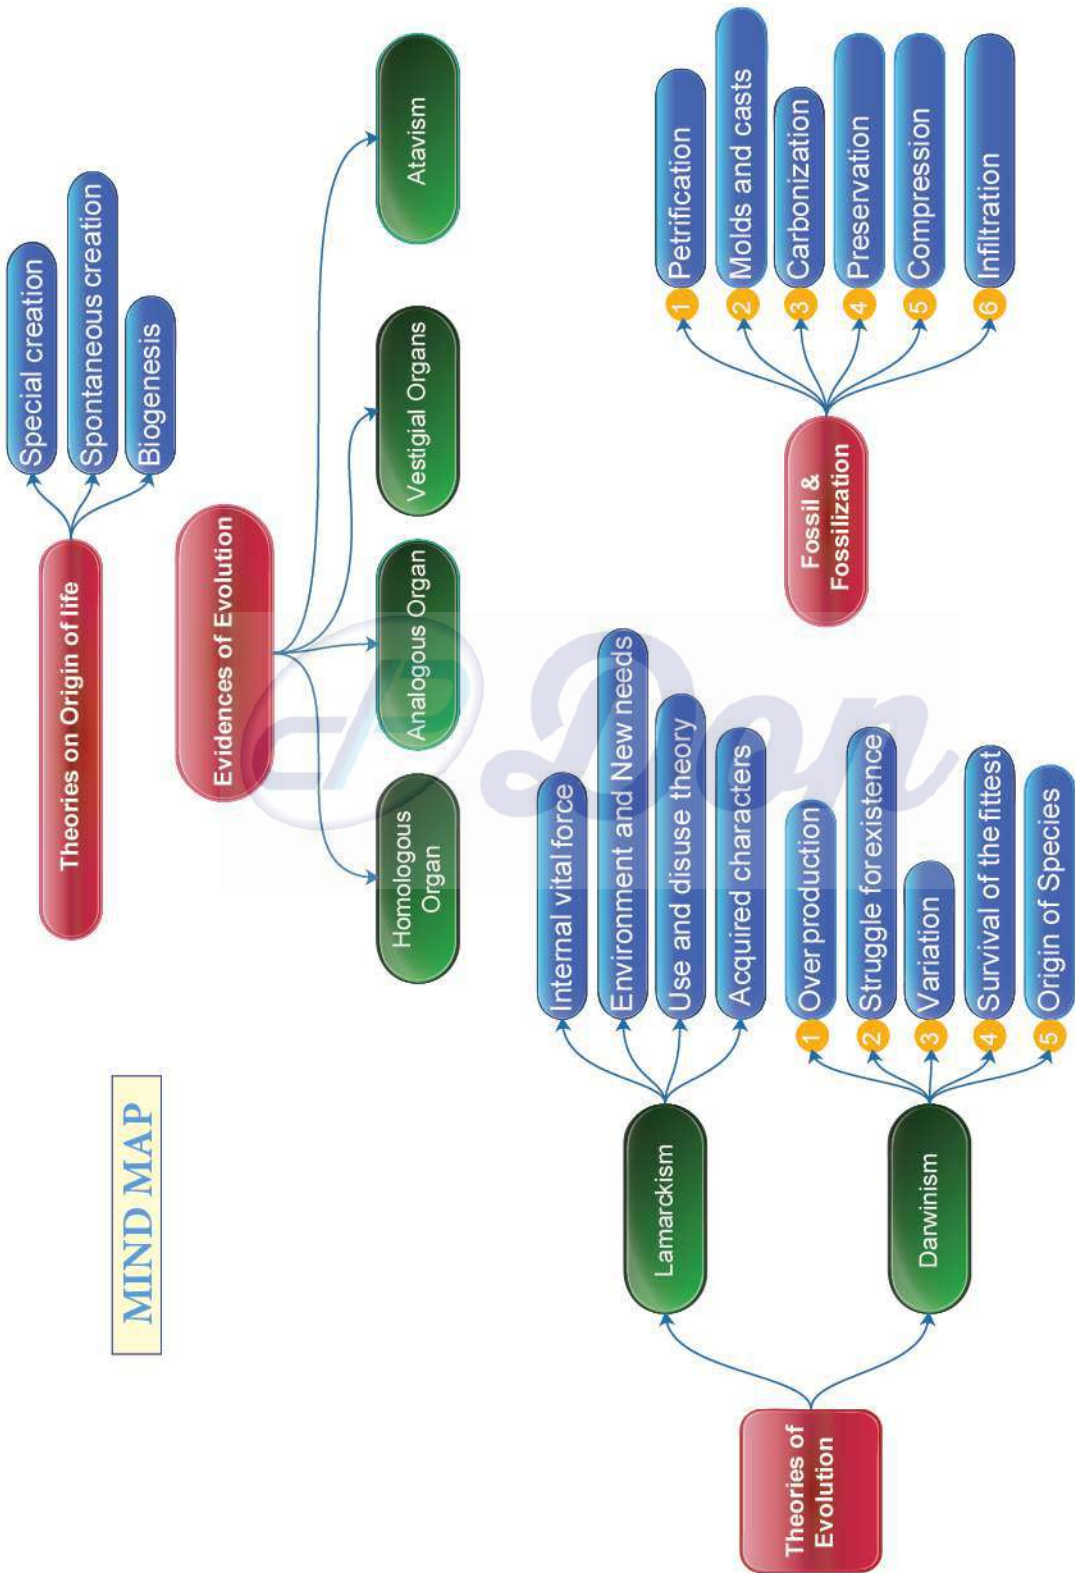 MIND MAP
Theories on Origin of life
Special creation
Spontaneous creation
Biogenesis
Evidences of Evolution
Homologous
Organ
Analogous Organ
Vestigial Organs
Atavism
Theories of
Evolution
Lamarckism
Internal vital force
Environment and New needs
Use and disuse theory
Acquired characters
Darwinism
1 Over production
2 Struggle for existence
3 Variation
4 Survival of the fittest
5 Origin of Species
Fossil &
Fossilization
1 Petrification
2 Molds and casts
3 Carbonization
4 Preservation
5 Compression
6 Infiltration
Don